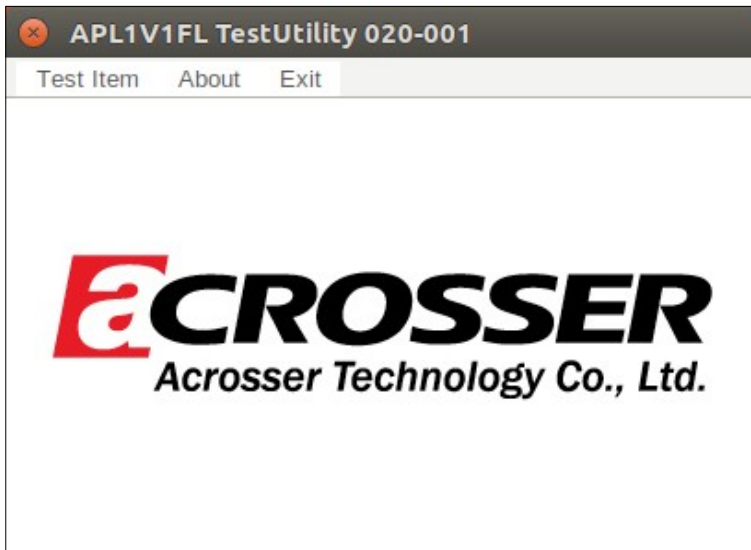 APL1V1FL TestUtility 020-001
Test Item About Exit
aCROSSER
Acrosser Technology Co., Ltd.